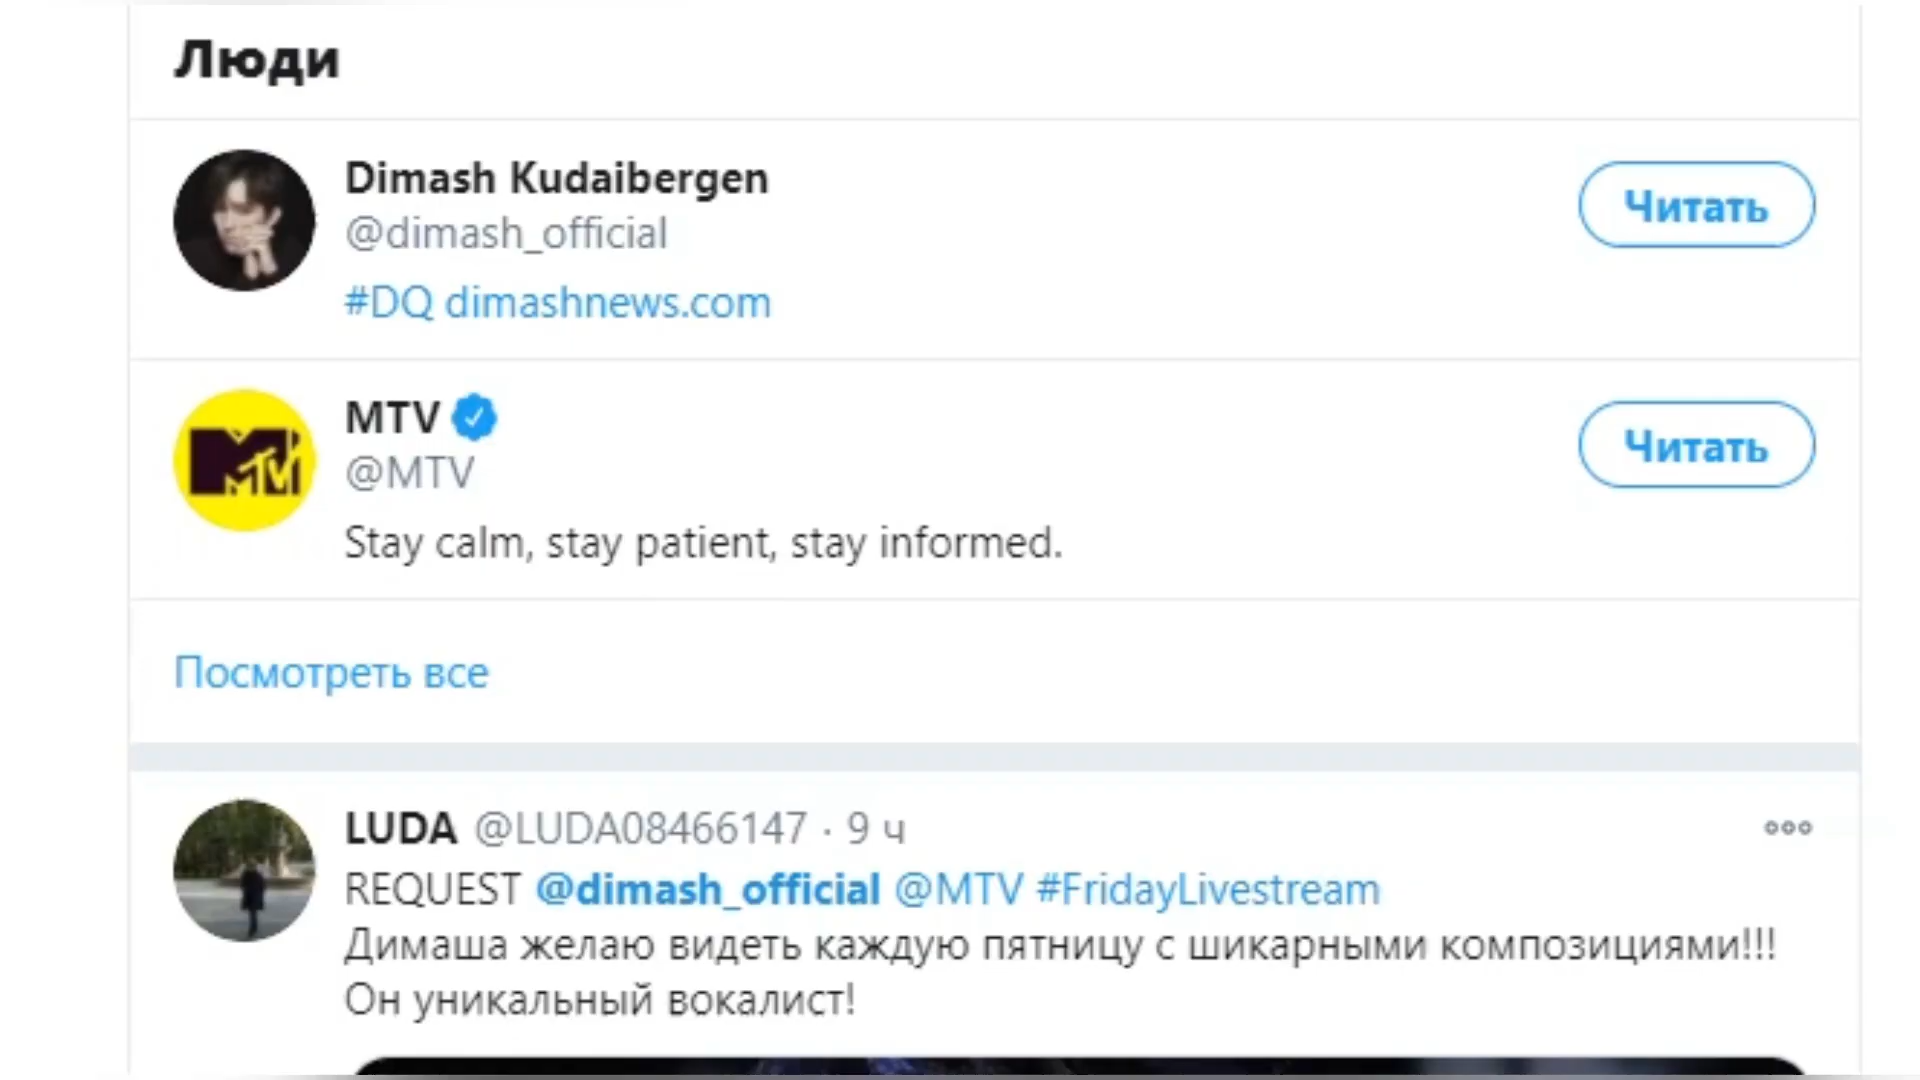 Люди
Dimash Kudaibergen
@dimash_official
Читать
#DQ dimashnews.com
MTV
@MTV
Читать
Stay calm, stay patient, stay informed.
Посмотреть все
LUDA @LUDA08466147 · 9 ч
REQUEST @dimash_official @MTV #FridayLivestream
Димаша желаю видеть каждую пятницу с шикарными композициями!!!
Он уникальный вокалист!